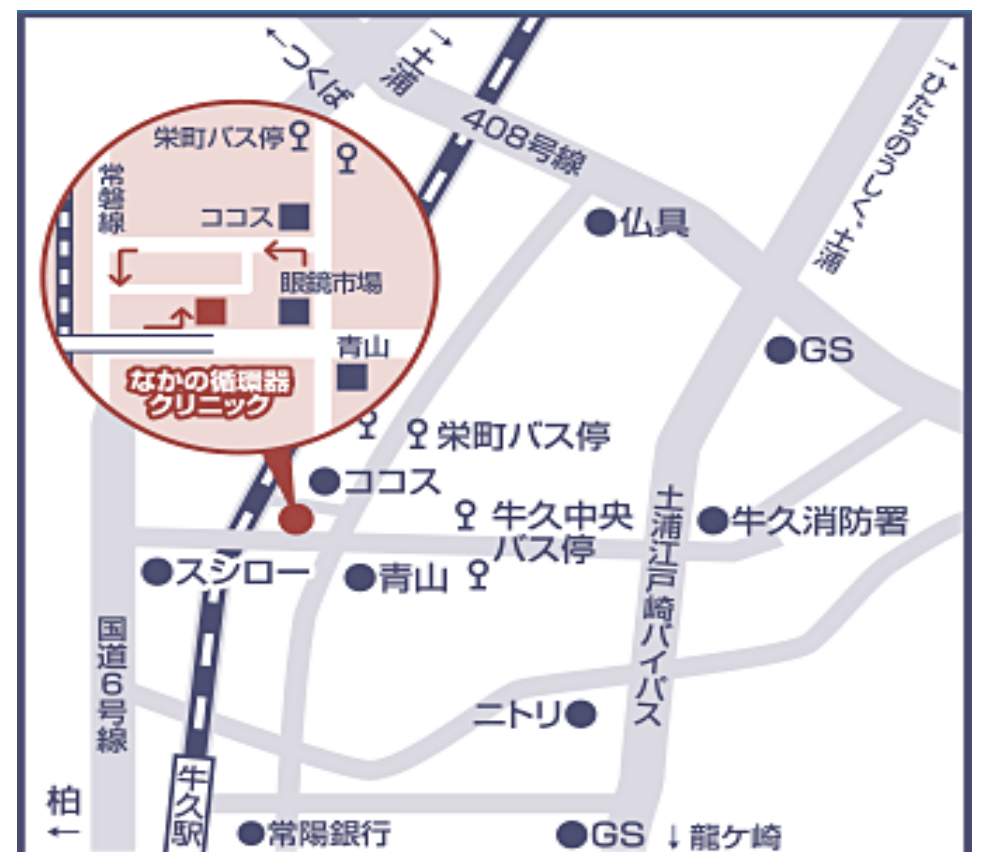 ←つくば
→土浦
408号線
→ひたちのうしく・土浦
栄町バス停
常磐線
ココス
眼鏡市場
青山
なかの循環器
クリニック
仏具
GS
栄町バス停
ココス
牛久中央
バス停
土浦江戸崎バイパス
牛久消防署
スシロー
青山
国道6号線
ニトリ
牛久駅
柏
←
常陽銀行
GS
↓龍ケ崎